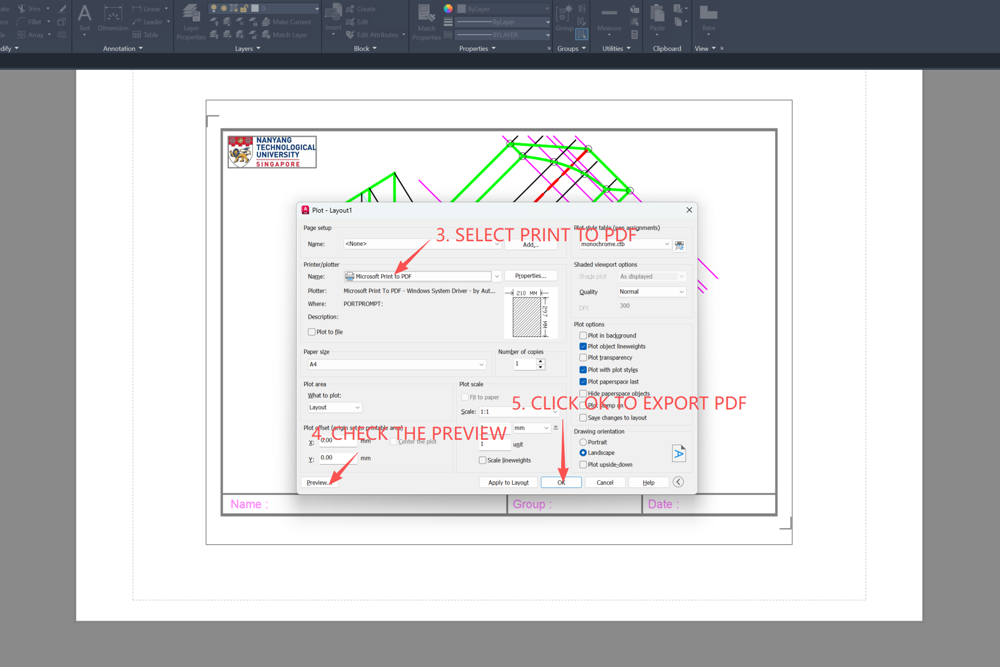 ate
Trim
ror
Fillet
le
Array
dify
Text
Dimension
Linear
Leader
Table
Annotation
Layer
Properties
0
Make Current
Match Layer
Layers
Insert
Create
Edit
Edit Attributes
Block
Match
Properties
ByLayer
ByLayer
BYLAYER
Properties
Group
Groups
Measure
Utilities
Paste
Clipboard
Base
View
NANYANG
TECHNOLOGICAL
UNIVERSITY
SINGAPORE
Plot - Layout1
Page setup
Name:
<None>
Add...
3. SELECT PRINT TO PDF
Plot style table (pen assignments)
monochrome.ctb
Printer/plotter
Name:
Microsoft Print to PDF
Properties...
Plotter:
Microsoft Print To PDF - Windows System Driver - by Aut...
Where:
PORTPROMPT:
Description:
Plot to file
210 MM
297 MM
Shaded viewport options
Shade plot
As displayed
Quality
Normal
DPI
300
Paper size
A4
Number of copies
1
Plot options
Plot in background
Plot object lineweights
Plot transparency
Plot with plot styles
Plot paperspace last
Hide paperspace objects
Plot stamp on
Save changes to layout
Plot area
What to plot:
Layout
Plot scale
Fit to paper
Scale:
1:1
5. CLICK OK TO EXPORT PDF
1
mm
=
1
unit
Scale lineweights
Plot offset (origin set to printable area)
4. CHECK THE PREVIEW
X:
0.00
mm
Center the plot
Y:
0.00
mm
Drawing orientation
Portrait
Landscape
Plot upside-down
A
Preview...
Apply to Layout
OK
Cancel
Help
Name :
Group :
Date :